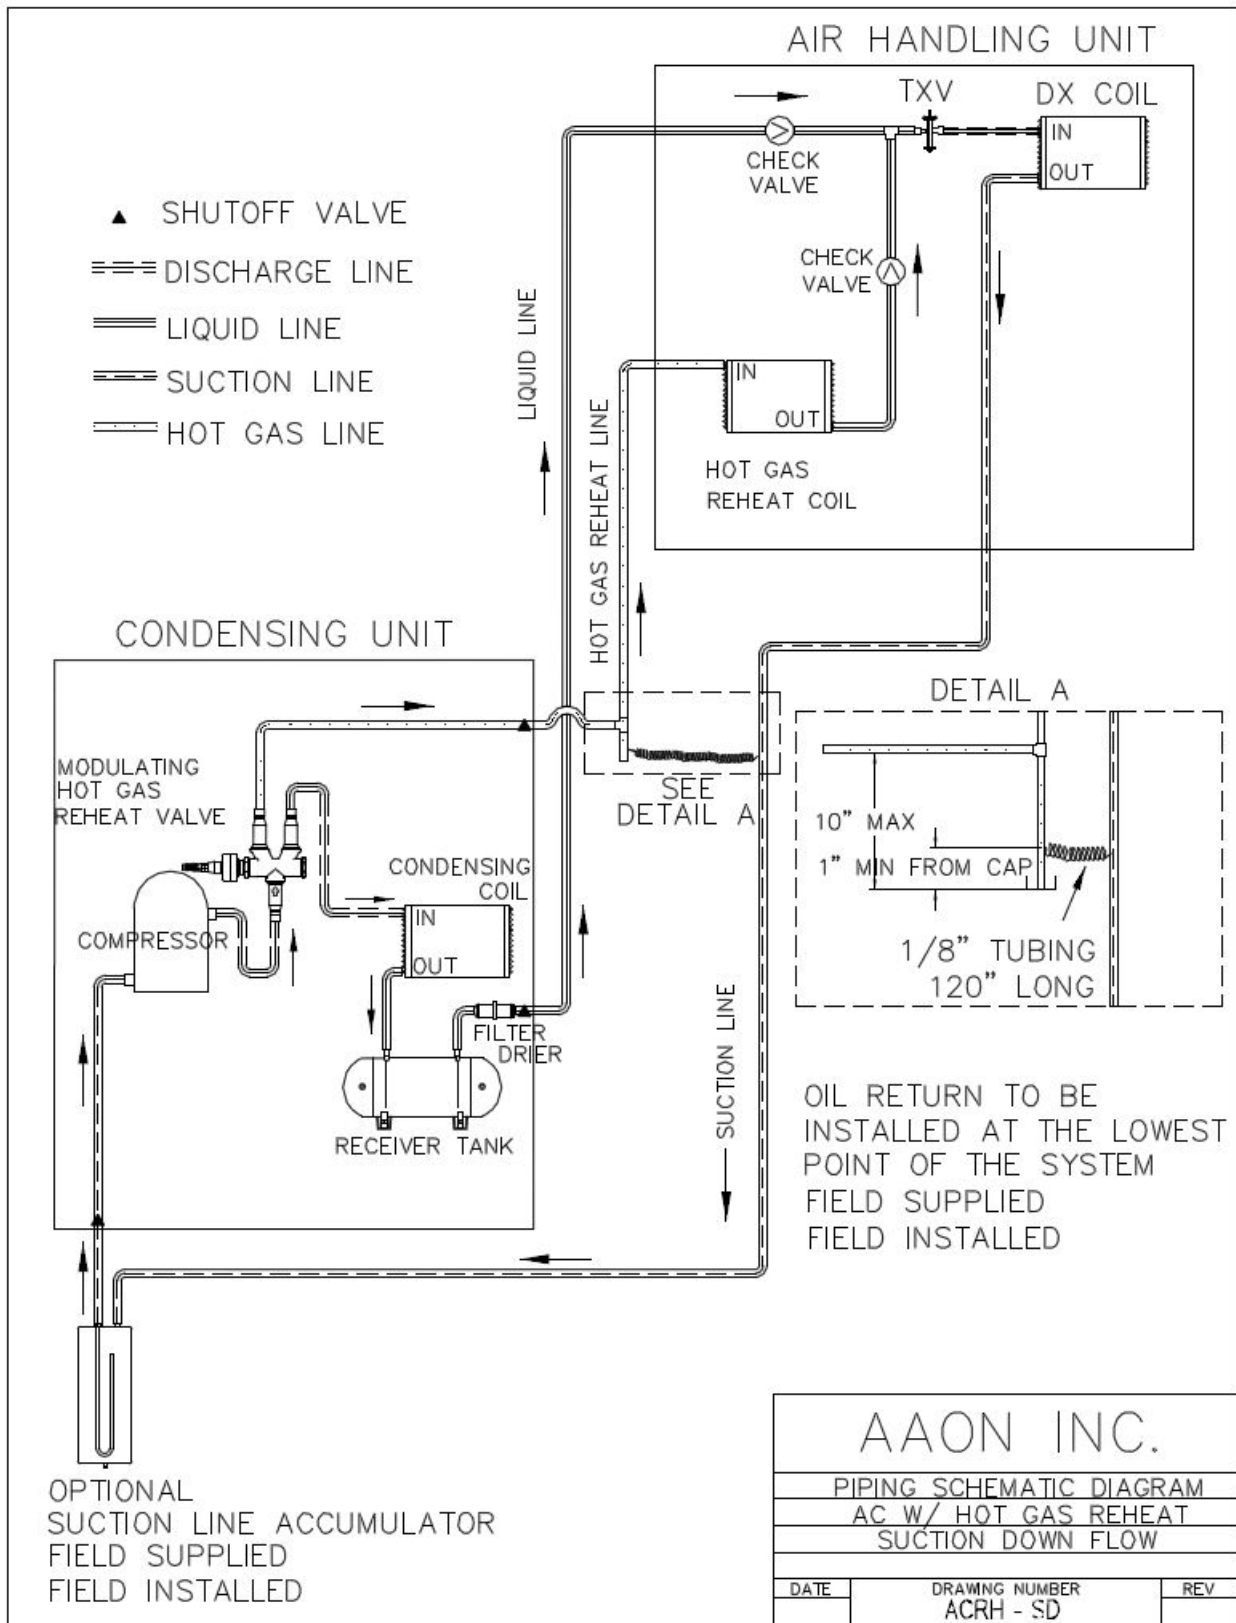 AIR HANDLING UNIT
TXV
DX COIL
IN
OUT
CHECK
VALVE
CHECK
VALVE
IN
OUT
HOT GAS
REHEAT COIL
SHUTOFF VALVE
DISCHARGE LINE
LIQUID LINE
SUCTION LINE
HOT GAS LINE
LIQUID LINE
HOT GAS REHEAT LINE
CONDENSING UNIT
MODULATING
HOT GAS
REHEAT VALVE
COMPRESSOR
CONDENSING
COIL
IN
OUT
FILTER
DRIER
RECEIVER TANK
SEE
DETAIL A
SUCTION LINE
DETAIL A
10" MAX
1" MIN FROM CAP
1/8" TUBING
120" LONG
OIL RETURN TO BE
INSTALLED AT THE LOWEST
POINT OF THE SYSTEM
FIELD SUPPLIED
FIELD INSTALLED
OPTIONAL
SUCTION LINE ACCUMULATOR
FIELD SUPPLIED
FIELD INSTALLED
AAON INC.
PIPING SCHEMATIC DIAGRAM
AC W/ HOT GAS REHEAT
SUCTION DOWN FLOW
DATE
DRAWING NUMBER
REV
ACRH - SD